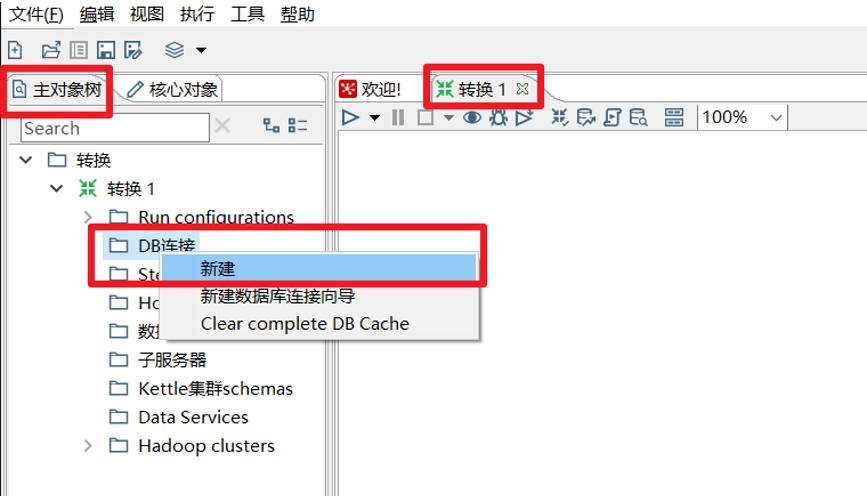 文件(F) 编辑 视图 执行 工具 帮助
主对象树 核心对象 欢迎! 转换 1
Search 100%
转换
转换 1
Run configurations
DB连接
新建
新建数据库连接向导
Clear complete DB Cache
子服务器
Kettle集群schemas
Data Services
Hadoop clusters